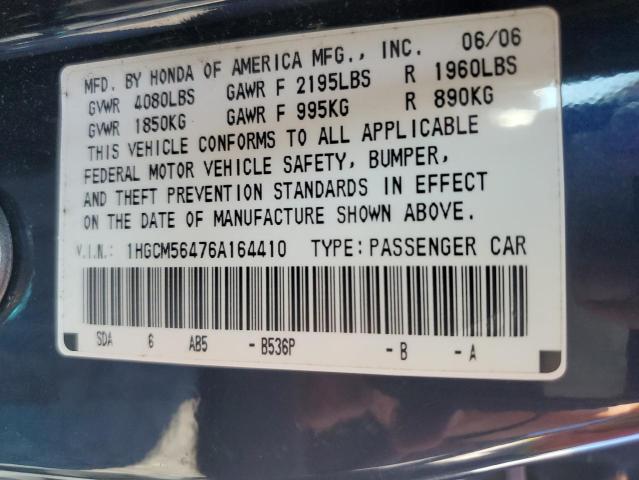 MFD. BY HONDA OF AMERICA MFG., INC. 06/06
GVWR 4080LBS GAWR F 2195LBS R 1960LBS
GVWR 1850KG GAWR F 995KG R 890KG
THIS VEHICLE CONFORMS TO ALL APPLICABLE
FEDERAL MOTOR VEHICLE SAFETY, BUMPER,
AND THEFT PREVENTION STANDARDS IN EFFECT
ON THE DATE OF MANUFACTURE SHOWN ABOVE.
V.I.N.: 1HGCM56476A164410 TYPE: PASSENGER CAR
SDA 6 AB5 -B536P -B -A